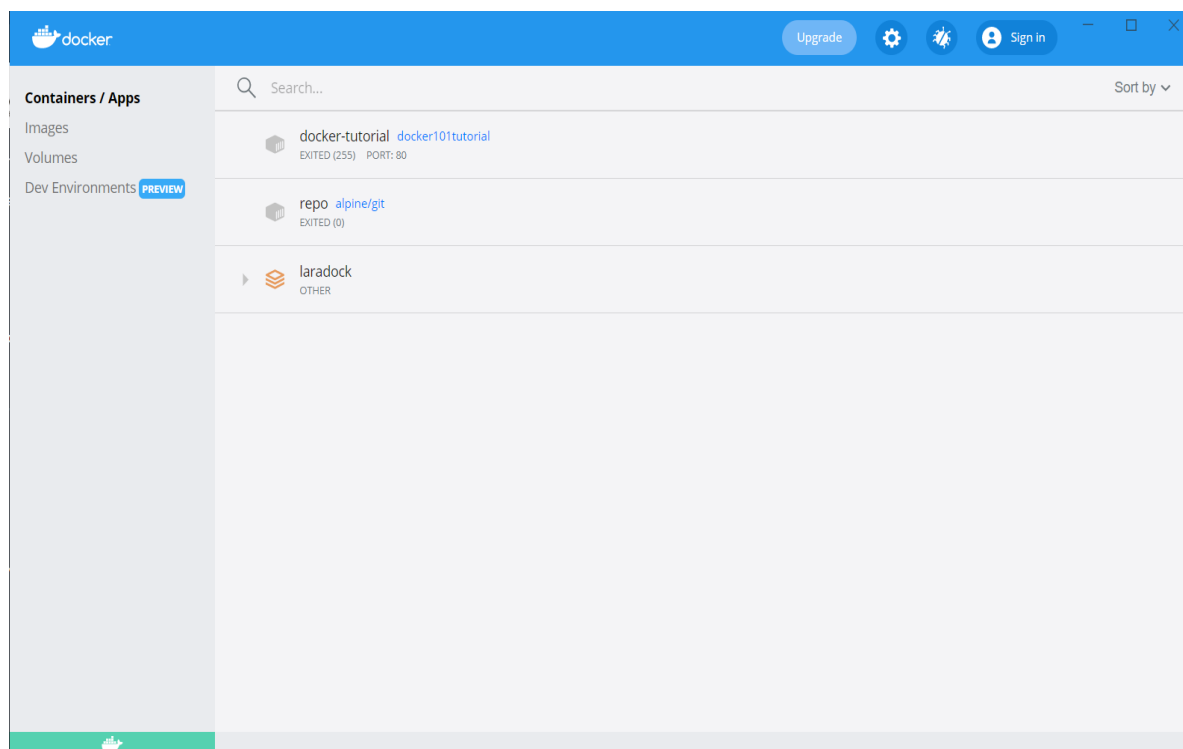 docker
Upgrade
Sign in
Containers / Apps
Images
Volumes
Dev Environments PREVIEW
Search...
Sort by
docker-tutorial docker101tutorial
EXITED (255) PORT: 80
repo alpine/git
EXITED (0)
laradock
OTHER